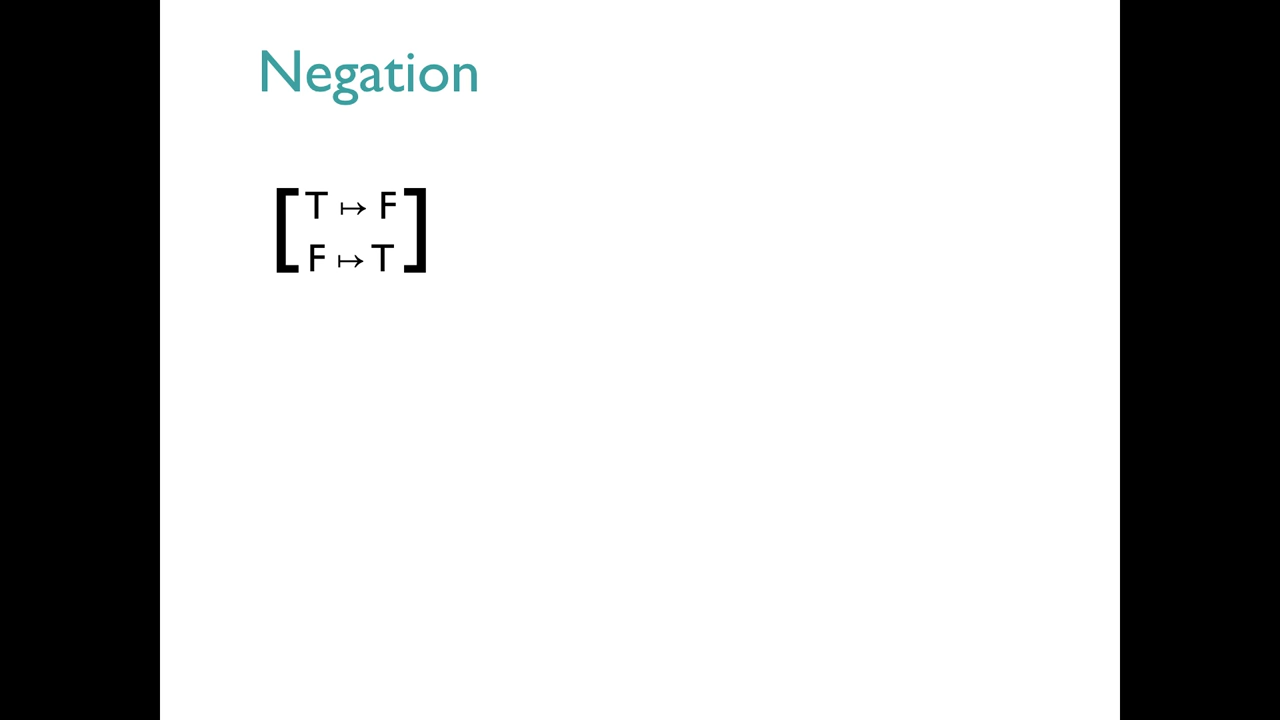 Negation
[T ↦ F]
[F ↦ T]